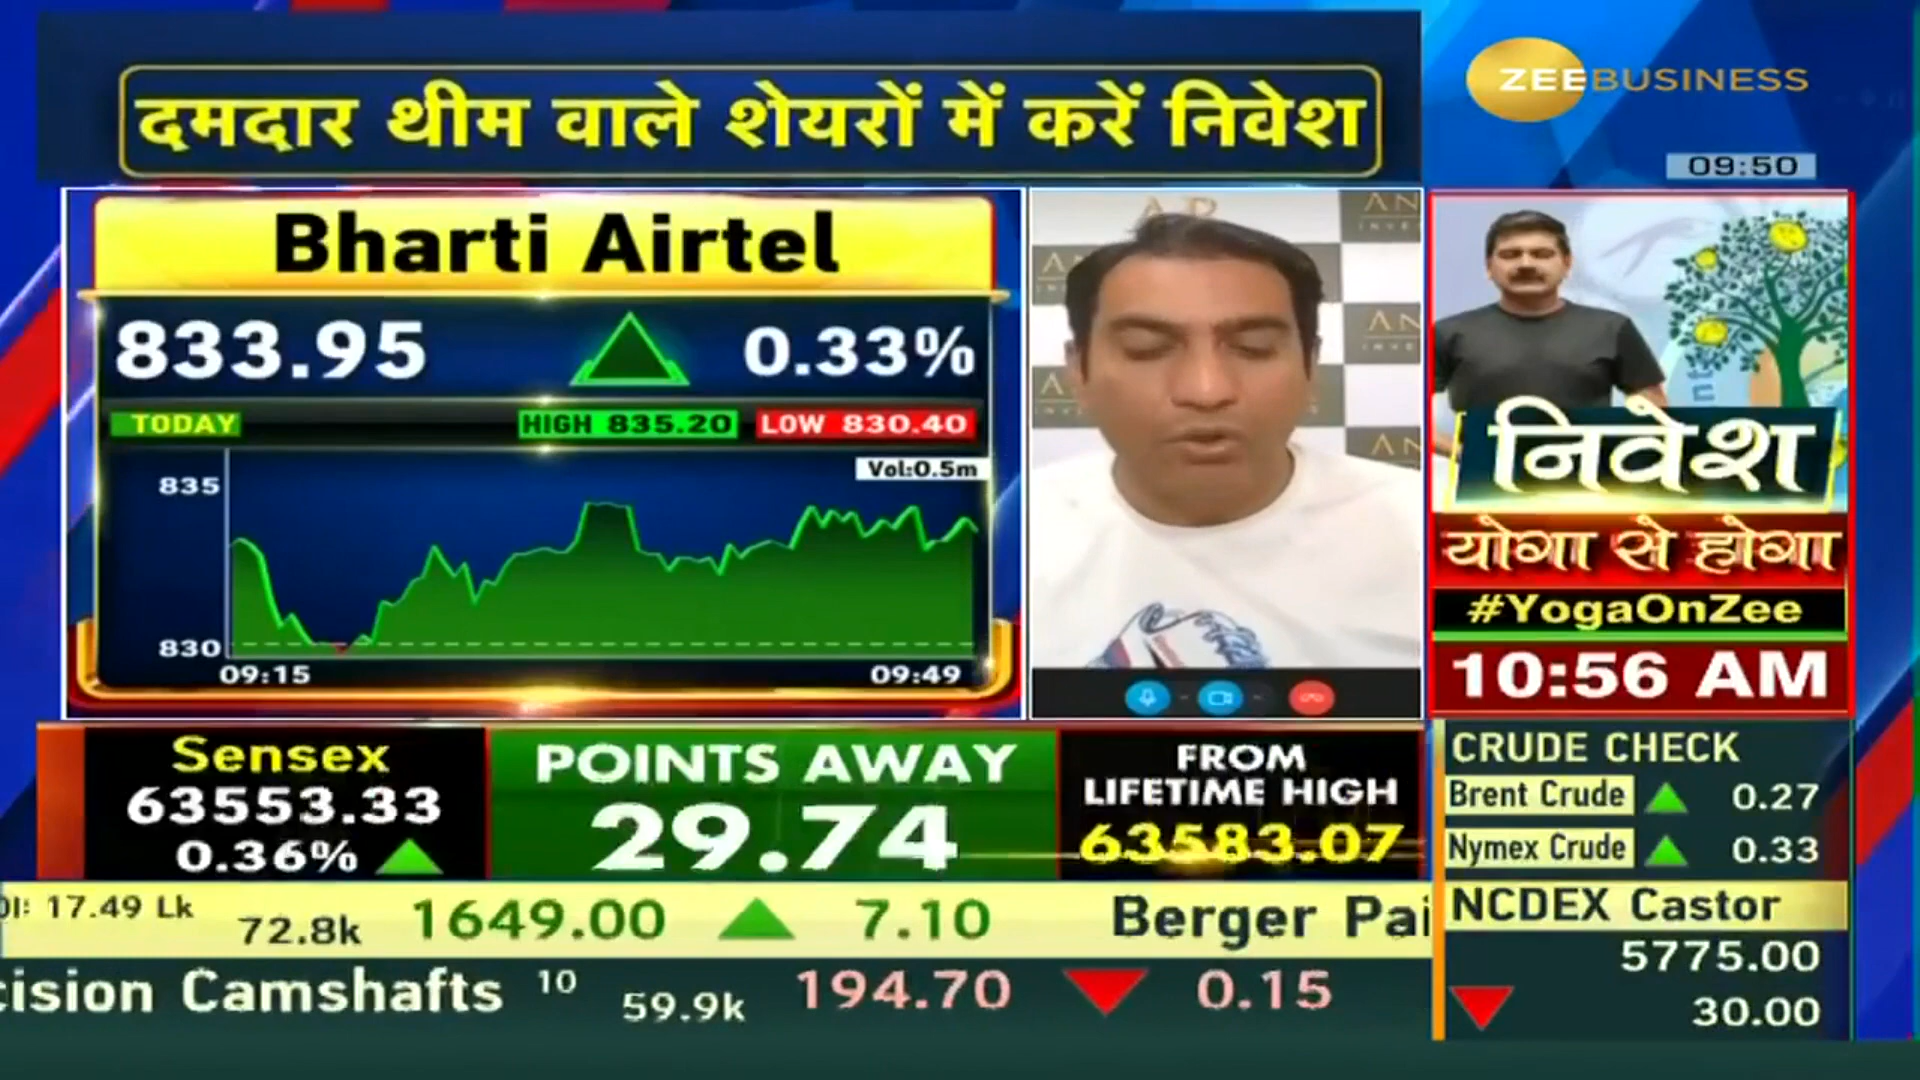 दमदार थीम वाले शेयरों में करें निवेश
ZEEBUSINESS
09:50
Bharti Airtel
833.95 0.33%
TODAY HIGH 835.20 LOW 830.40
Vol:0.5m
835
830
09:15 09:49
निवेश
योगा से होगा
#YogaOnZee
10:56 AM
Sensex
63553.33
0.36%
POINTS AWAY
29.74
FROM
LIFETIME HIGH
63583.07
CRUDE CHECK
Brent Crude 0.27
Nymex Crude 0.33
NCDEX Castor
5775.00
30.00
OI: 17.49 Lk 72.8k 1649.00 7.10 Berger Pai
cision Camshafts 10 59.9k 194.70 0.15